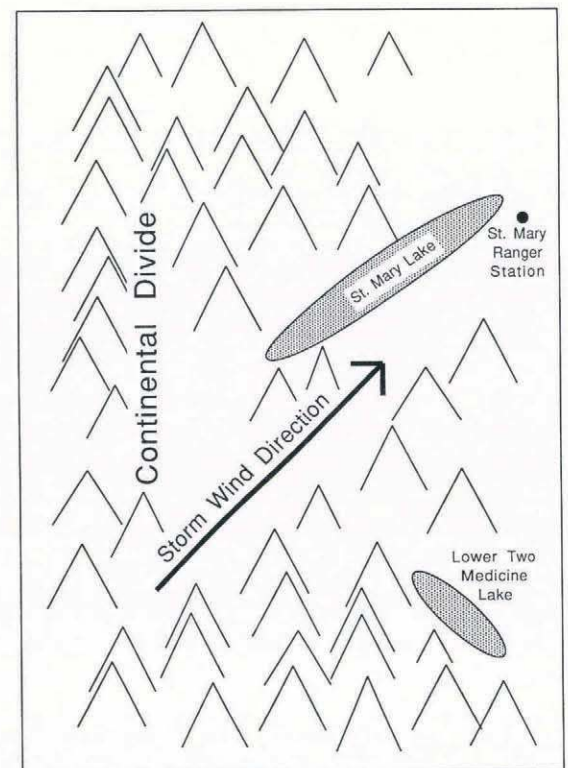 Continental Divide
St. Mary Lake
St. Mary
Ranger
Station
Storm Wind Direction
Lower Two
Medicine
Lake